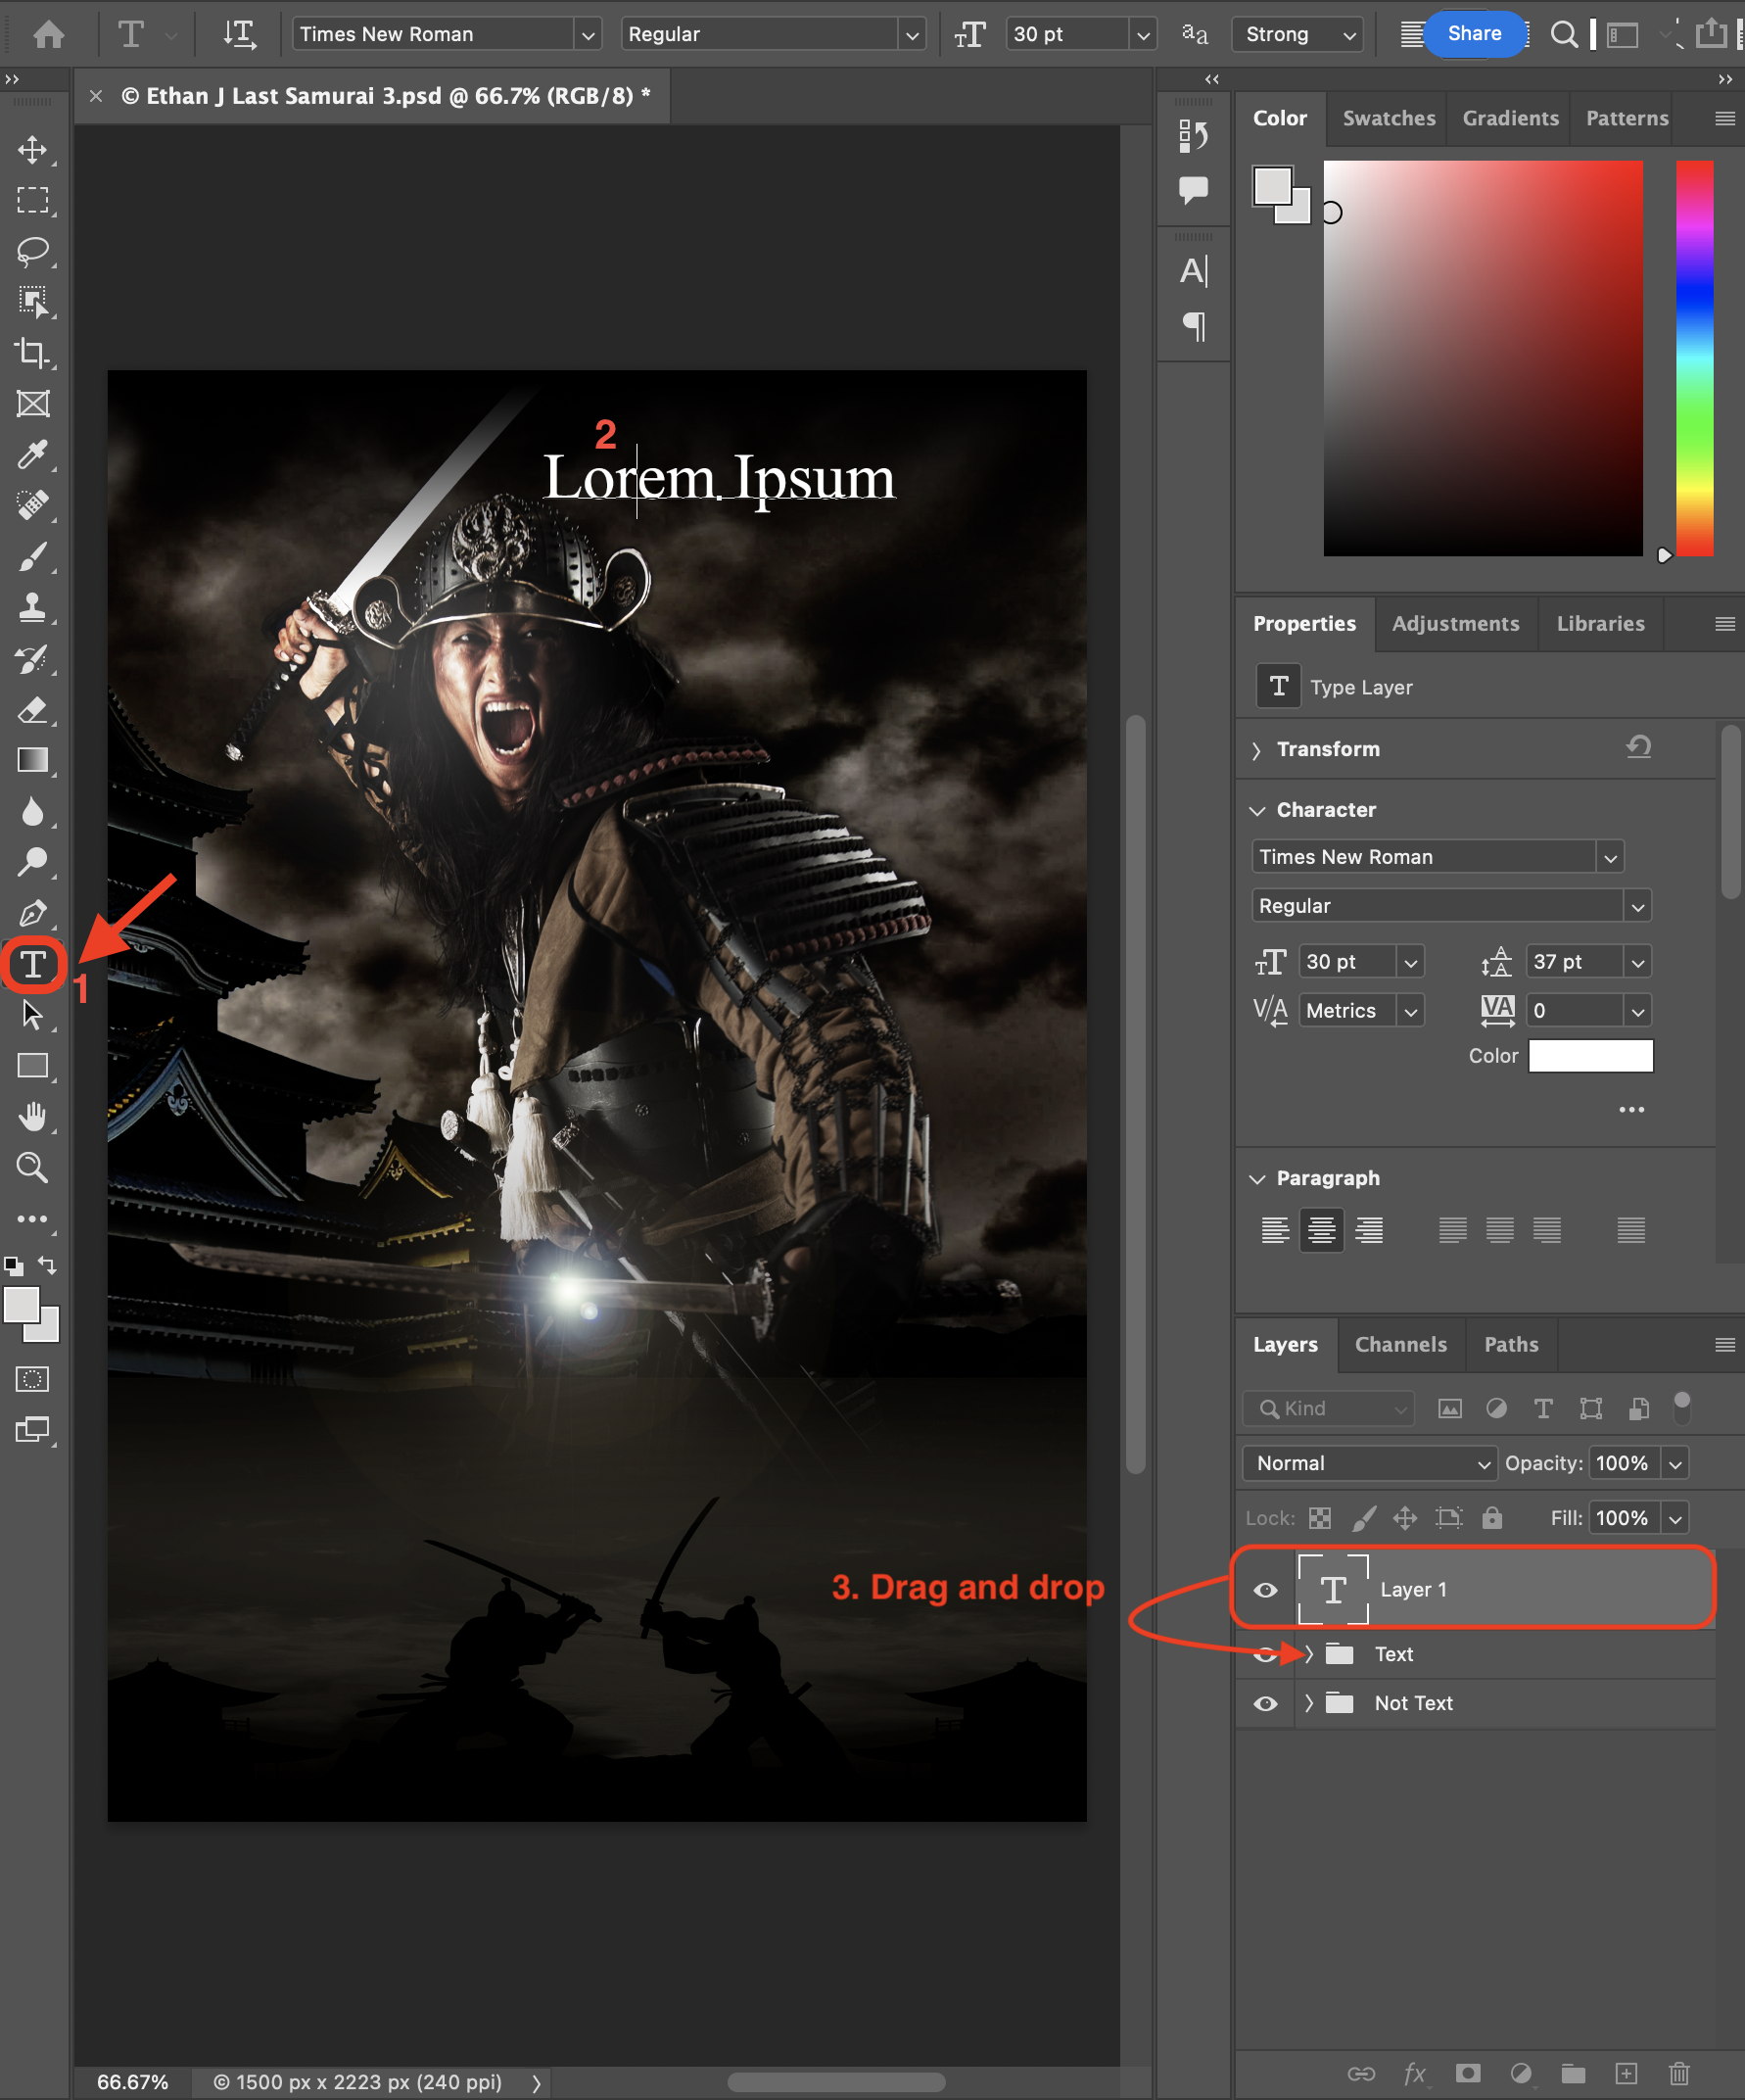 Times New Roman
Regular
30 pt
Strong
Share
© Ethan J Last Samurai 3.psd @ 66.7% (RGB/8) *
Color
Swatches
Gradients
Patterns
2
Lorem Ipsum
Properties
Adjustments
Libraries
T Type Layer
Transform
Character
Times New Roman
Regular
30 pt
37 pt
Metrics
0
Color
Paragraph
1
Layers
Channels
Paths
Kind
Normal
Opacity: 100%
Lock:
Fill: 100%
3. Drag and drop
T Layer 1
Text
Not Text
66.67%
© 1500 px x 2223 px (240 ppi)
fx